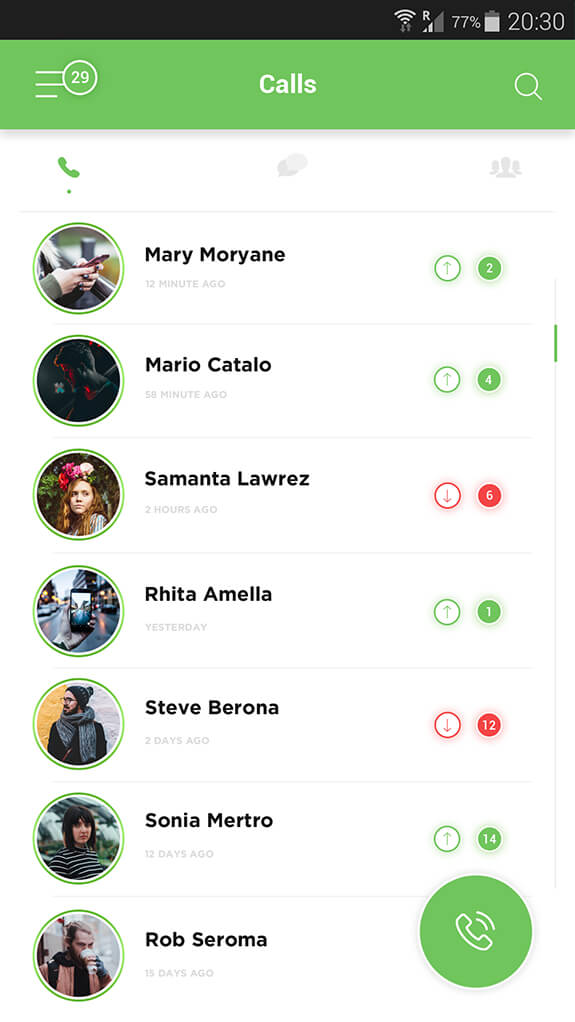 R
77%
20:30
29
Calls
Mary Moryane
12 MINUTE AGO
2
Mario Catalo
58 MINUTE AGO
4
Samanta Lawrez
2 HOURS AGO
6
Rhita Amella
YESTERDAY
1
Steve Berona
2 DAYS AGO
12
Sonia Mertro
12 DAYS AGO
14
Rob Seroma
15 DAYS AGO